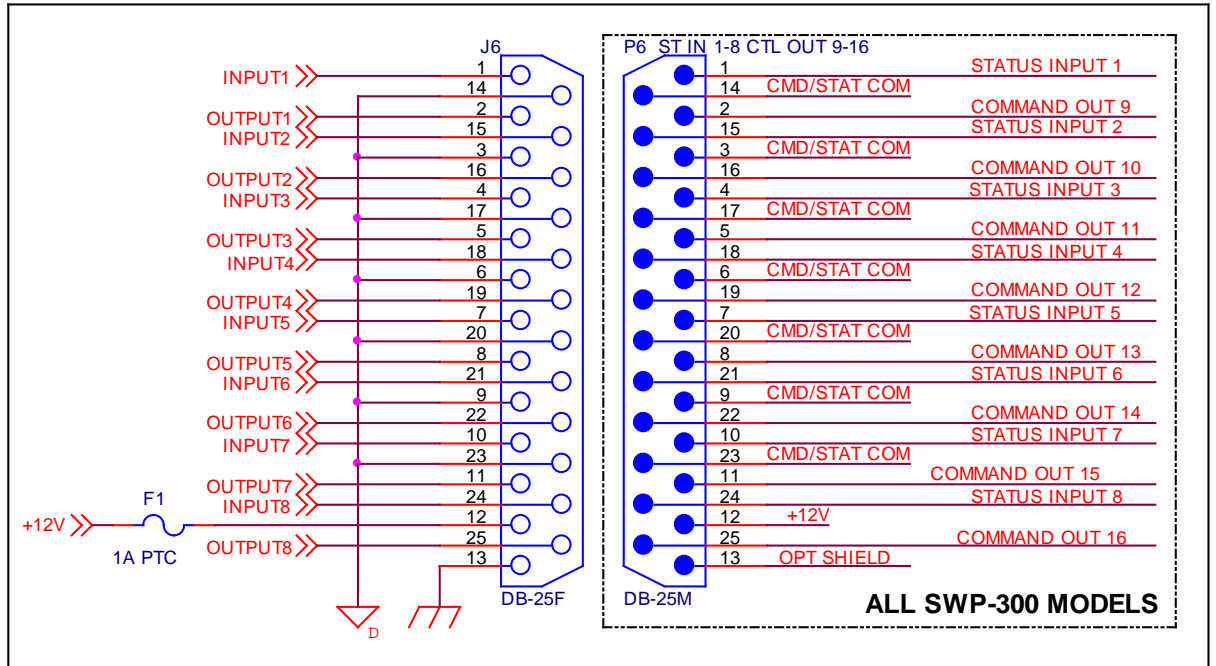 J6
P6 ST IN 1-8 CTL OUT 9-16
INPUT1 1 1 STATUS INPUT 1
14 14 CMD/STAT COM
OUTPUT1 2 2 COMMAND OUT 9
INPUT2 15 15 STATUS INPUT 2
3 3 CMD/STAT COM
OUTPUT2 16 16 COMMAND OUT 10
INPUT3 4 4 STATUS INPUT 3
17 17 CMD/STAT COM
OUTPUT3 5 5 COMMAND OUT 11
INPUT4 18 18 STATUS INPUT 4
6 6 CMD/STAT COM
OUTPUT4 19 19 COMMAND OUT 12
INPUT5 7 7 STATUS INPUT 5
20 20 CMD/STAT COM
OUTPUT5 8 8 COMMAND OUT 13
INPUT6 21 21 STATUS INPUT 6
9 9 CMD/STAT COM
OUTPUT6 22 22 COMMAND OUT 14
INPUT7 10 10 STATUS INPUT 7
23 23 CMD/STAT COM
OUTPUT7 11 11 COMMAND OUT 15
F1 INPUT8 24 24 STATUS INPUT 8
+12V 12 12 +12V
OUTPUT8 25 25 COMMAND OUT 16
1A PTC 13 13 OPT SHIELD
DB-25F DB-25M
ALL SWP-300 MODELS
D